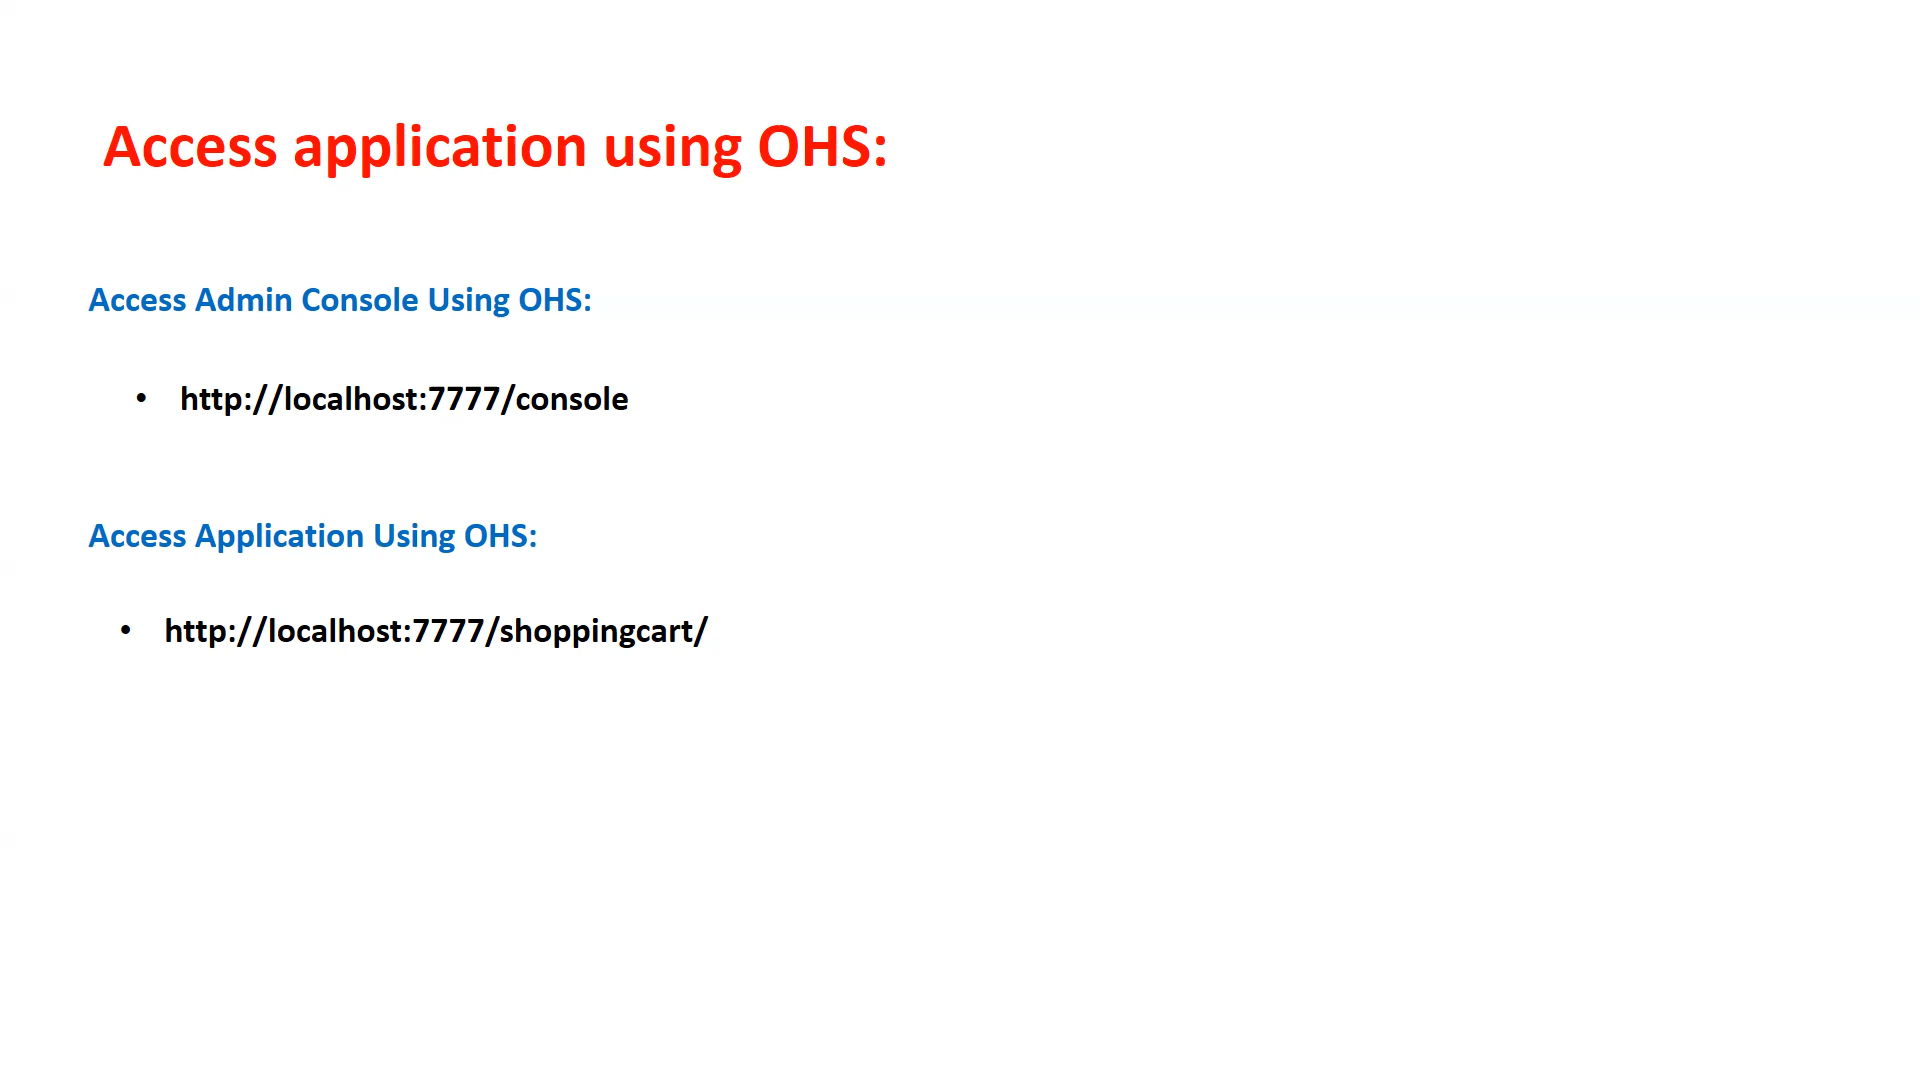 Access application using OHS:
Access Admin Console Using OHS:
• http://localhost:7777/console
Access Application Using OHS:
• http://localhost:7777/shoppingcart/